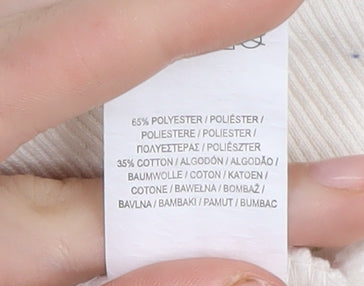 65% POLYESTER / POLIÉSTER /
POLIESTERE / POLIESTER /
ΠΟΛΥΕΣΤΕΡΑΣ / POLIÉSZTER
35% COTTON / ALGODÓN / ALGODÃO /
BAUMWOLLE / COTON / KATOEN /
COTONE / BAWEŁNA / BOMBAŽ /
BAVLNA / BAMBAKI / PAMUT / BUMBAC